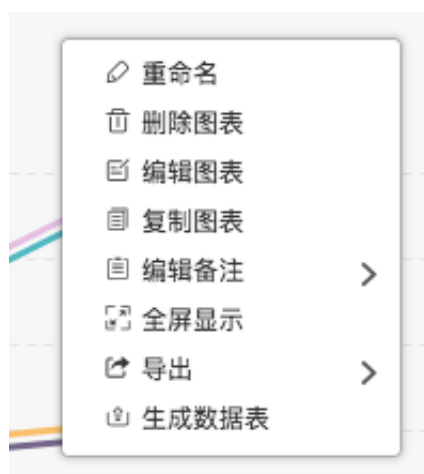 重命名
删除图表
编辑图表
复制图表
编辑备注
全屏显示
导出
生成数据表